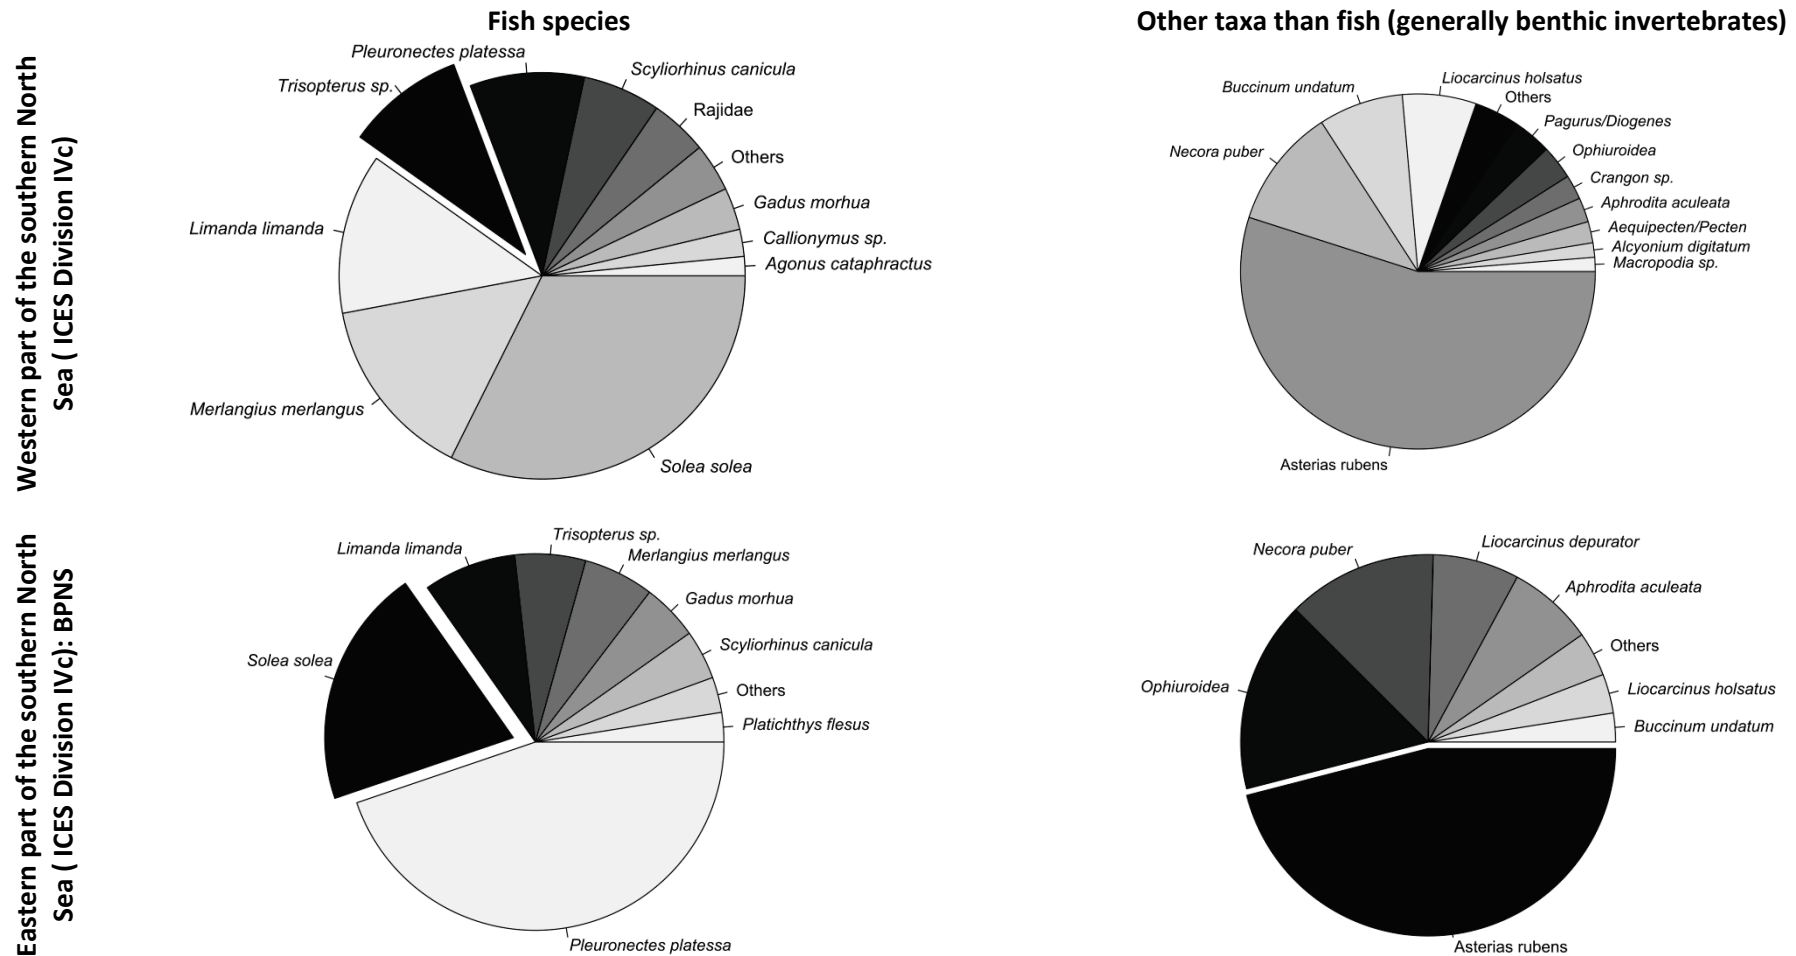 Fish species
Other taxa than fish (generally benthic invertebrates)
Western part of the southern North
Sea ( ICES Division IVc)
Pleuronectes platessa
Trisopterus sp.
Scyliorhinus canicula
Rajidae
Others
Gadus morhua
Callionymus sp.
Agonus cataphractus
Limanda limanda
Merlangius merlangus
Solea solea
Liocarcinus holsatus
Buccinum undatum
Others
Pagurus/Diogenes
Ophiuroidea
Necora puber
Crangon sp.
Aphrodita aculeata
Aequipecten/Pecten
Alcyonium digitatum
Macropodia sp.
Asterias rubens
Eastern part of the southern North
Sea ( ICES Division IVc): BPNS
Trisopterus sp.
Limanda limanda
Merlangius merlangus
Gadus morhua
Scyliorhinus canicula
Solea solea
Others
Platichthys flesus
Pleuronectes platessa
Liocarcinus depurator
Necora puber
Aphrodita aculeata
Others
Ophiuroidea
Liocarcinus holsatus
Buccinum undatum
Asterias rubens